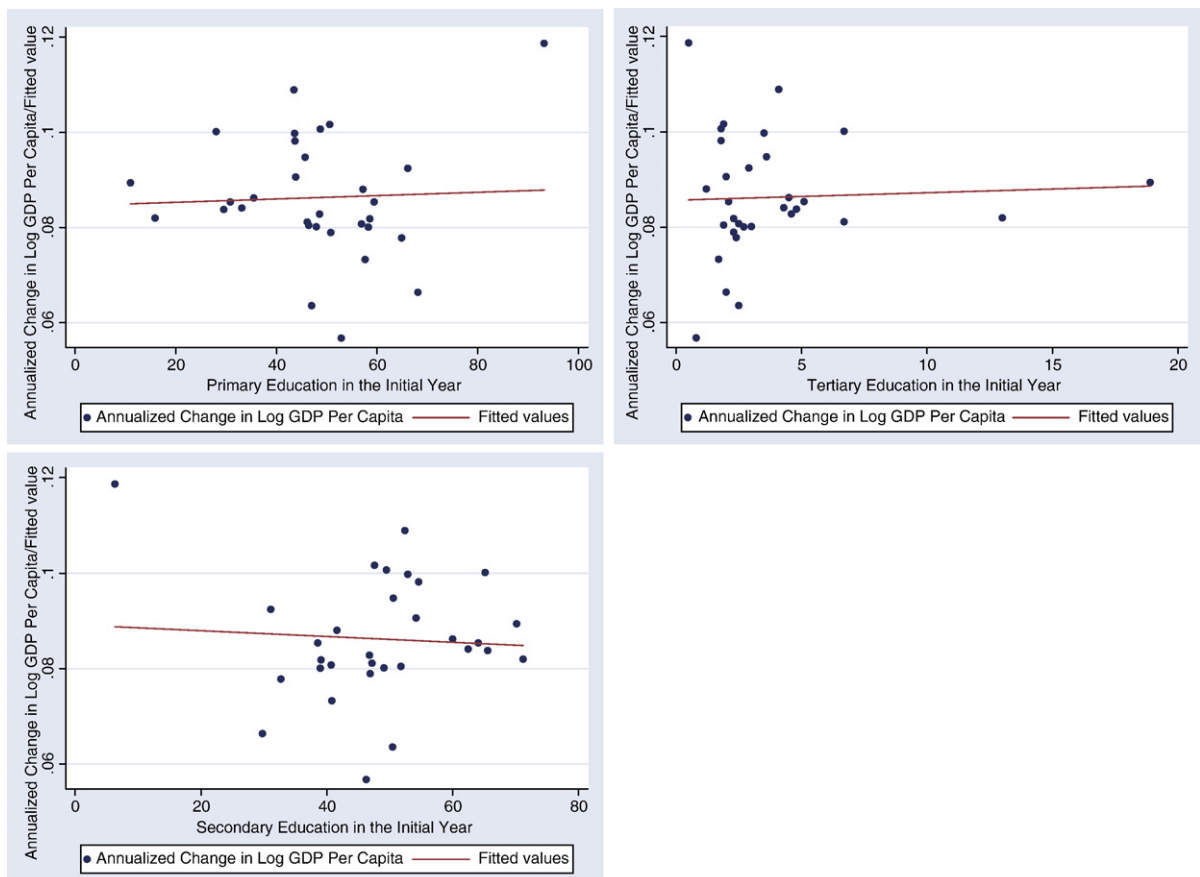 Annualized Change in Log GDP Per Capita/Fitted value
.12
.1
.08
.06
0 20 40 60 80 100
Primary Education in the Initial Year
Annualized Change in Log GDP Per Capita Fitted values
Annualized Change in Log GDP Per Capita/Fitted value
.12
.1
.08
.06
0 5 10 15 20
Tertiary Education in the Initial Year
Annualized Change in Log GDP Per Capita Fitted values
Annualized Change in Log GDP Per Capita/Fitted value
.12
.1
.08
.06
0 20 40 60 80
Secondary Education in the Initial Year
Annualized Change in Log GDP Per Capita Fitted values